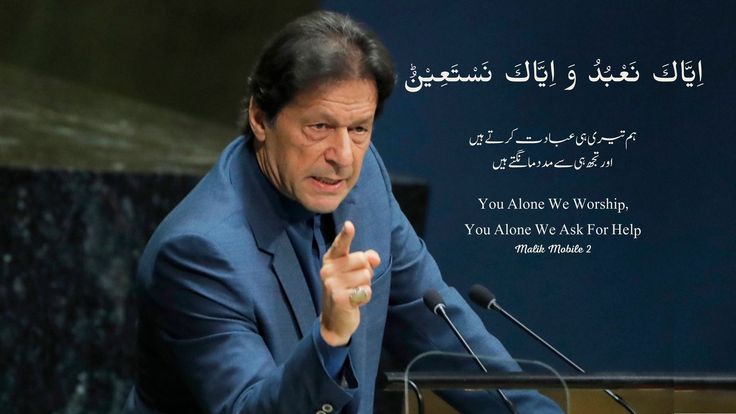 اِيَّاكَ نَعْبُدُ وَ اِيَّاكَ نَسْتَعِيْنُؕ
ہم تیری ہی عبادت کرتے ہیں
اور تجھ ہی سے مدد مانگتے ہیں
You Alone We Worship,
You Alone We Ask For Help
Malik Mobile 2